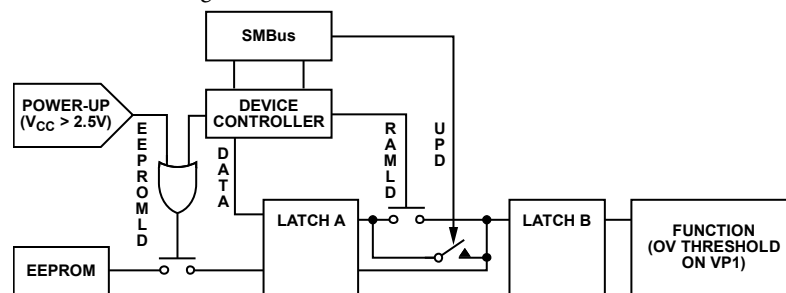 SMBus
POWER-UP
(VCC > 2.5V)
EEPROMLD
DEVICE
CONTROLLER
DATA
RAMLD
UPD
EEPROM
LATCH A
LATCH B
FUNCTION
(OV THRESHOLD
ON VP1)